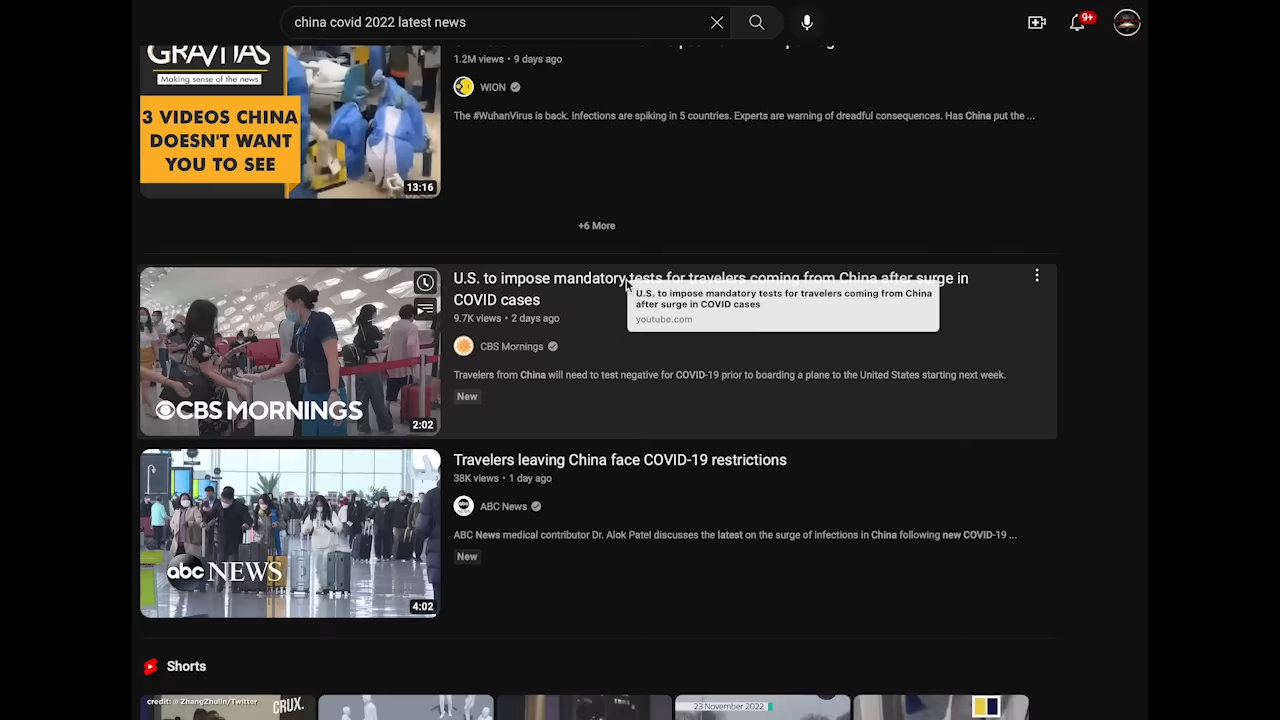 china covid 2022 latest news
9+
GRAVITAS
Making sense of the news
3 VIDEOS CHINA
DOESN'T WANT
YOU TO SEE
13:16
1.2M views • 9 days ago
WION
The #WuhanVirus is back. Infections are spiking in 5 countries. Experts are warning of dreadful consequences. Has China put the ...
+6 More
CBS MORNINGS
2:02
U.S. to impose mandatory tests for travelers coming from China after surge in
COVID cases
U.S. to impose mandatory tests for travelers coming from China
after surge in COVID cases
youtube.com
9.7K views • 2 days ago
CBS Mornings
Travelers from China will need to test negative for COVID-19 prior to boarding a plane to the United States starting next week.
New
abc NEWS
4:02
Travelers leaving China face COVID-19 restrictions
38K views • 1 day ago
ABC News
ABC News medical contributor Dr. Alok Patel discusses the latest on the surge of infections in China following new COVID-19 ...
New
Shorts
credit: @ZhangZhulin/Twitter
CRUX.
23 November 2022